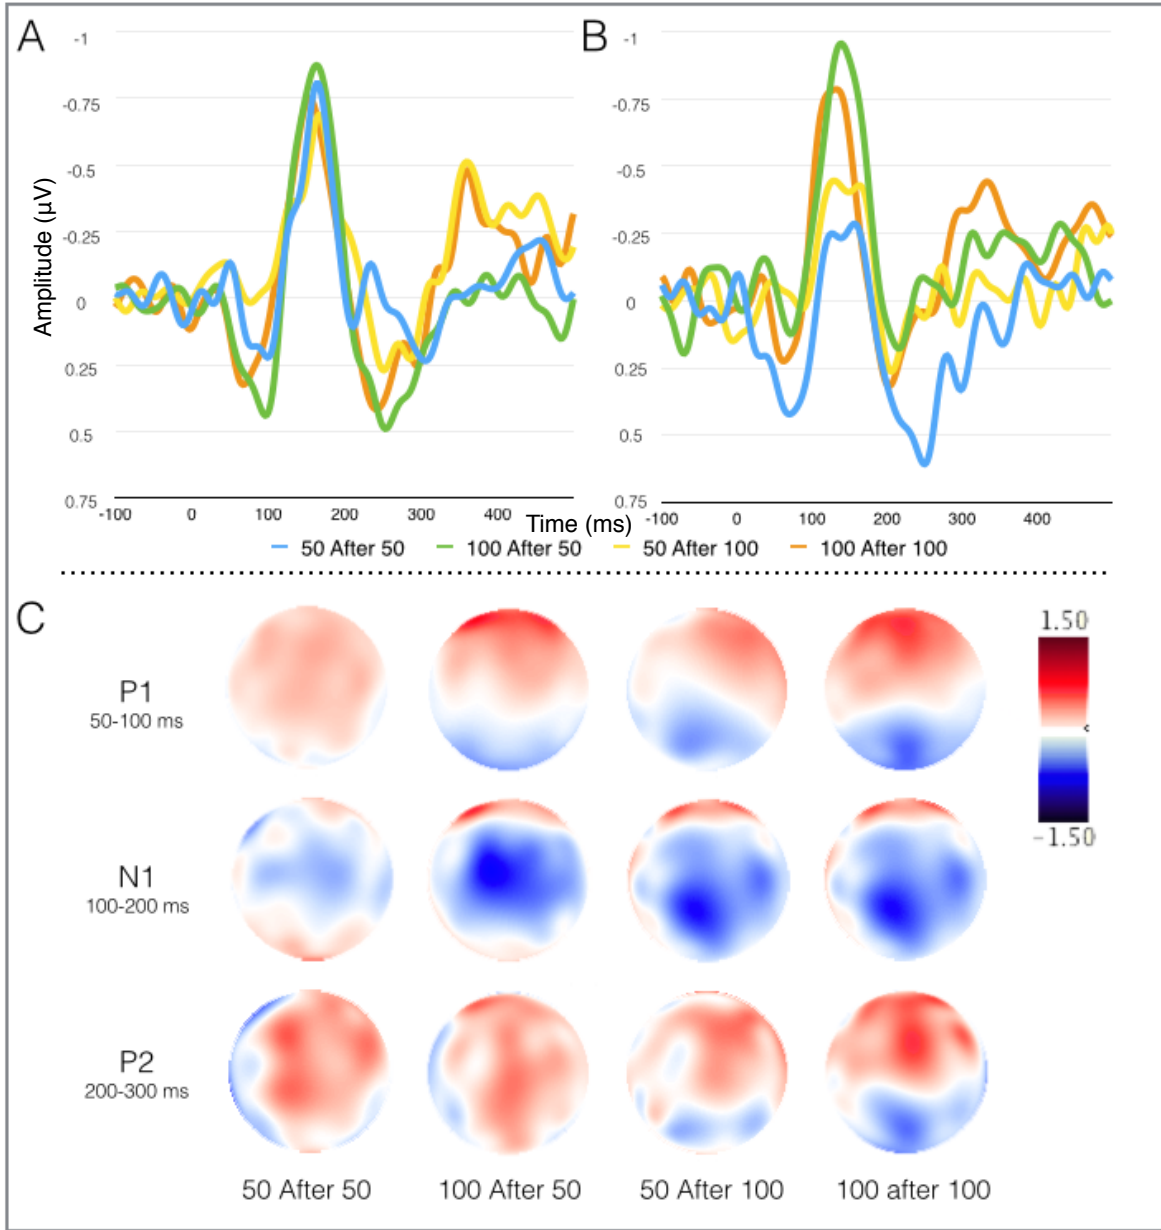 A
B
-1
-0.75
-0.5
-0.25
0
0.25
0.5
0.75
Amplitude (µV)
-100 0 100 200 300 400
-1
-0.75
-0.5
-0.25
0
0.25
0.5
0.75
-100 0 100 200 300 400
Time (ms)
50 After 50 100 After 50 50 After 100 100 After 100
C
1.50
-1.50
P1
50-100 ms
N1
100-200 ms
P2
200-300 ms
50 After 50 100 After 50 50 After 100 100 after 100